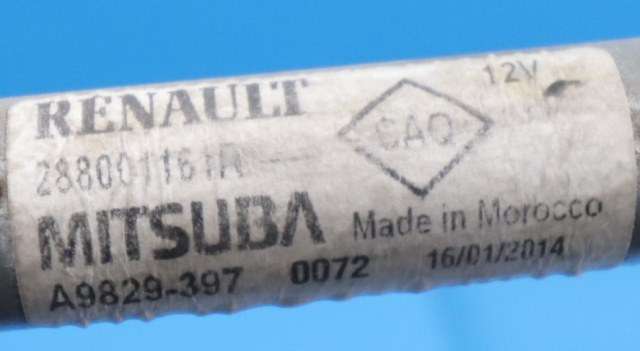 RENAULT
12V
288001161R
CAQ
MITSUBA
Made in Morocco
A9829-397 0072 16/01/2014